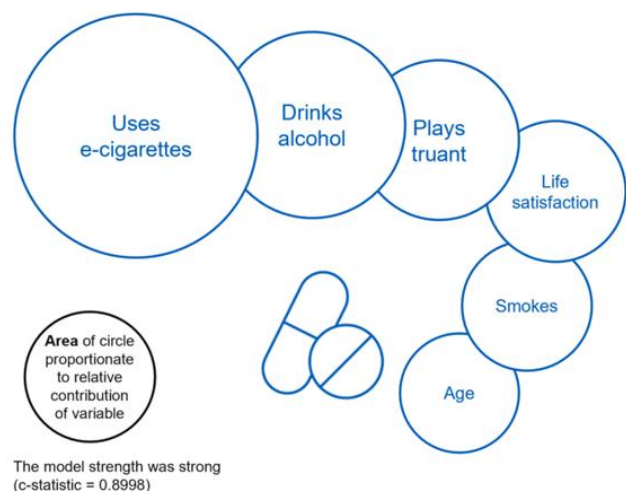 Uses
e-cigarettes
Drinks
alcohol
Plays
truant
Life
satisfaction
Smokes
Age
Area of circle
proportionate
to relative
contribution
of variable
The model strength was strong
(c-statistic = 0.8998)